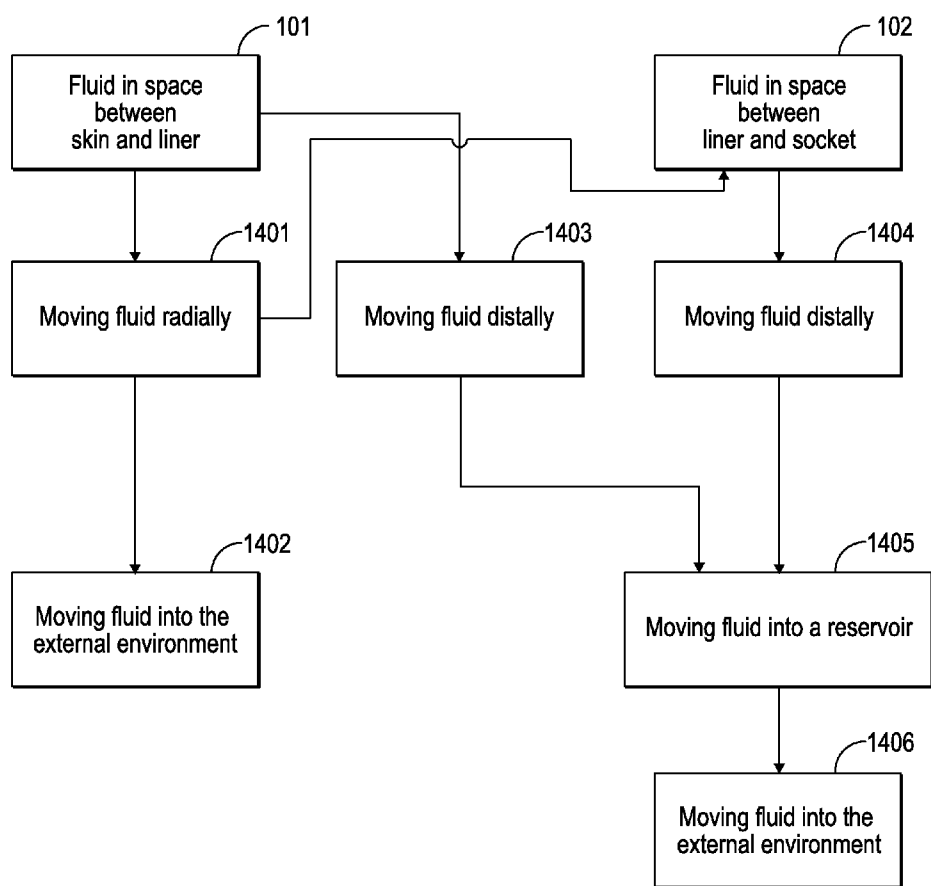 101
102
Fluid in space
between
skin and liner
Fluid in space
between
liner and socket
1401
1403
1404
Moving fluid radially
Moving fluid distally
Moving fluid distally
1402
1405
Moving fluid into the
external environment
Moving fluid into a reservoir
1406
Moving fluid into the
external environment